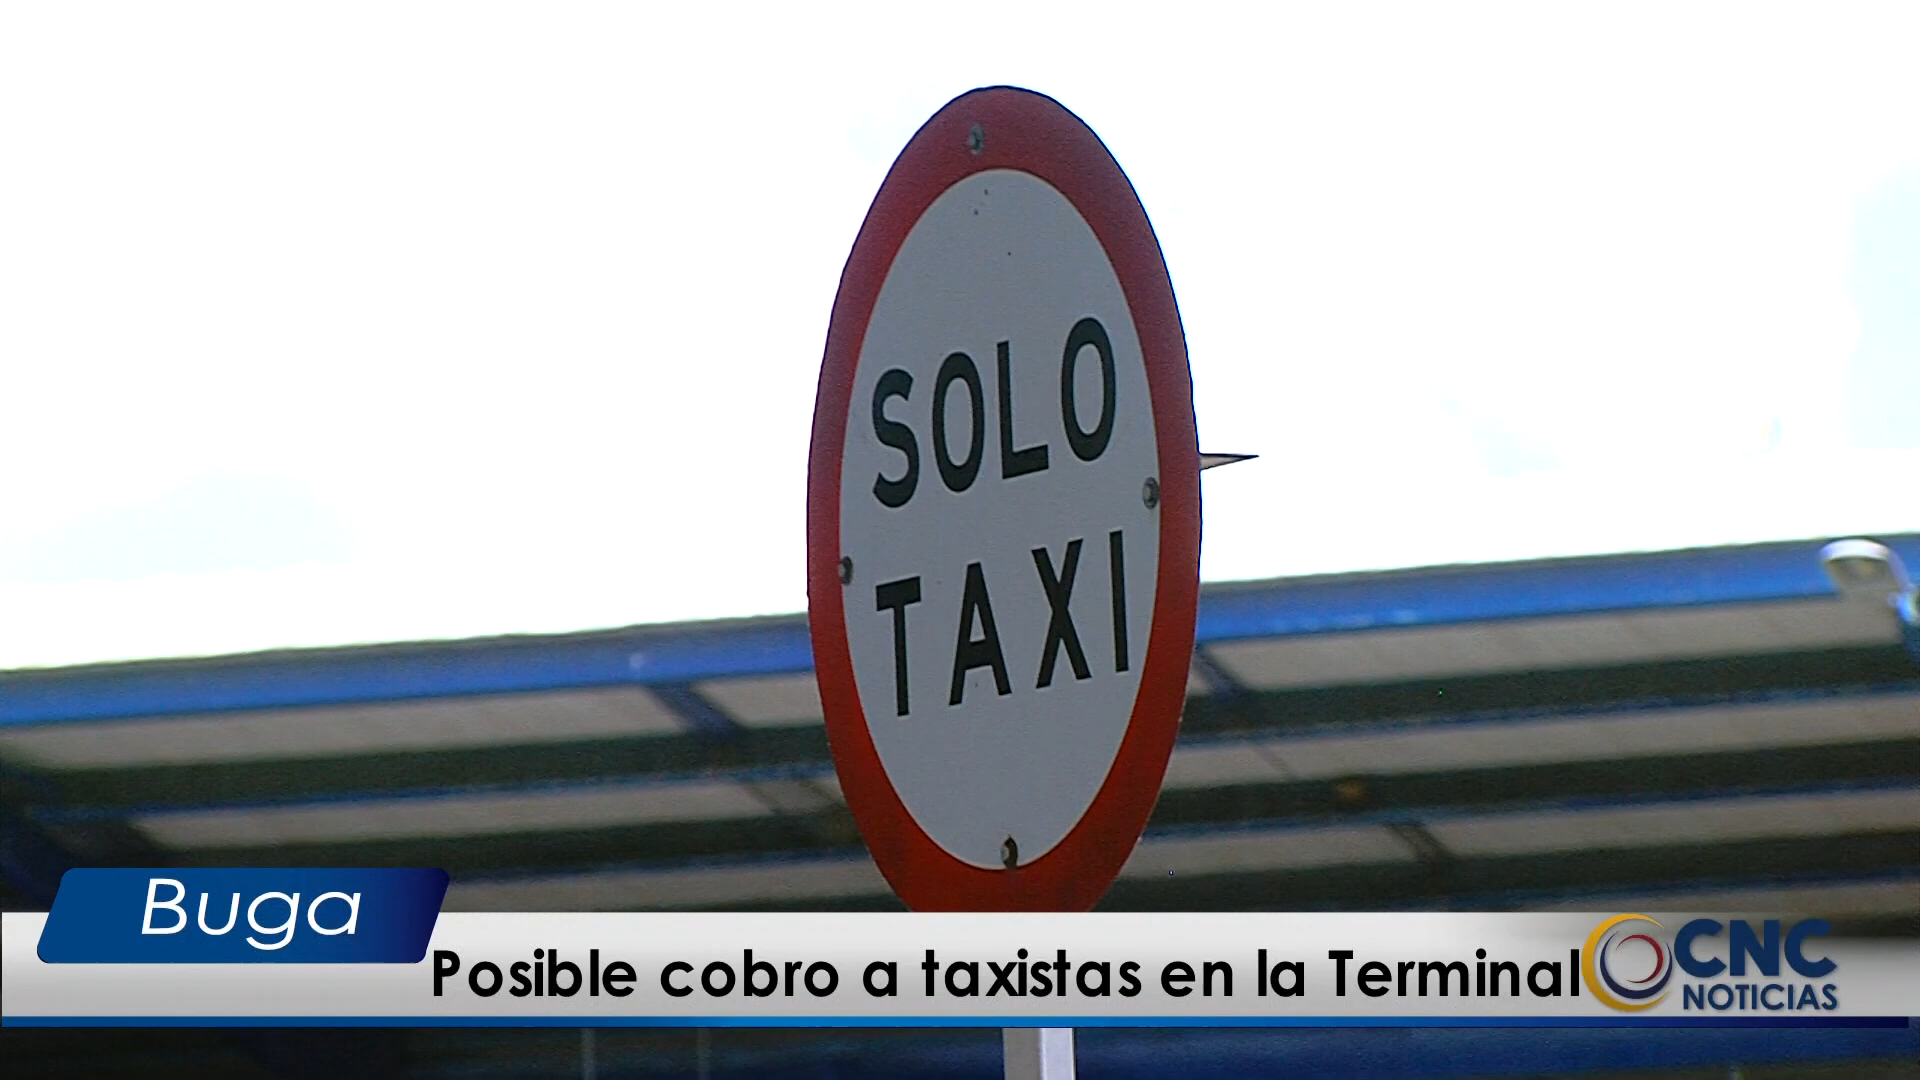 SOLO
TAXI
Buga
Posible cobro a taxistas en la Terminal
CNC
NOTICIAS